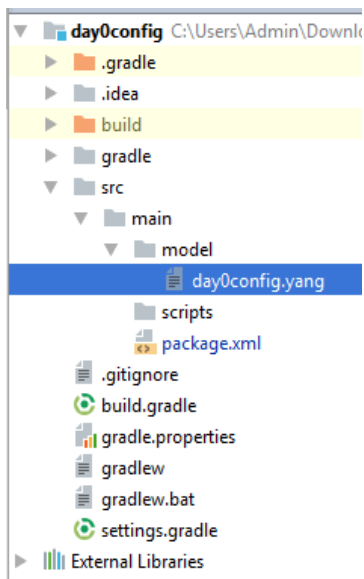 day0config C:\Users\Admin\Downlo
.gradle
.idea
build
gradle
src
main
model
day0config.yang
scripts
package.xml
.gitignore
build.gradle
gradle.properties
gradlew
gradlew.bat
settings.gradle
External Libraries